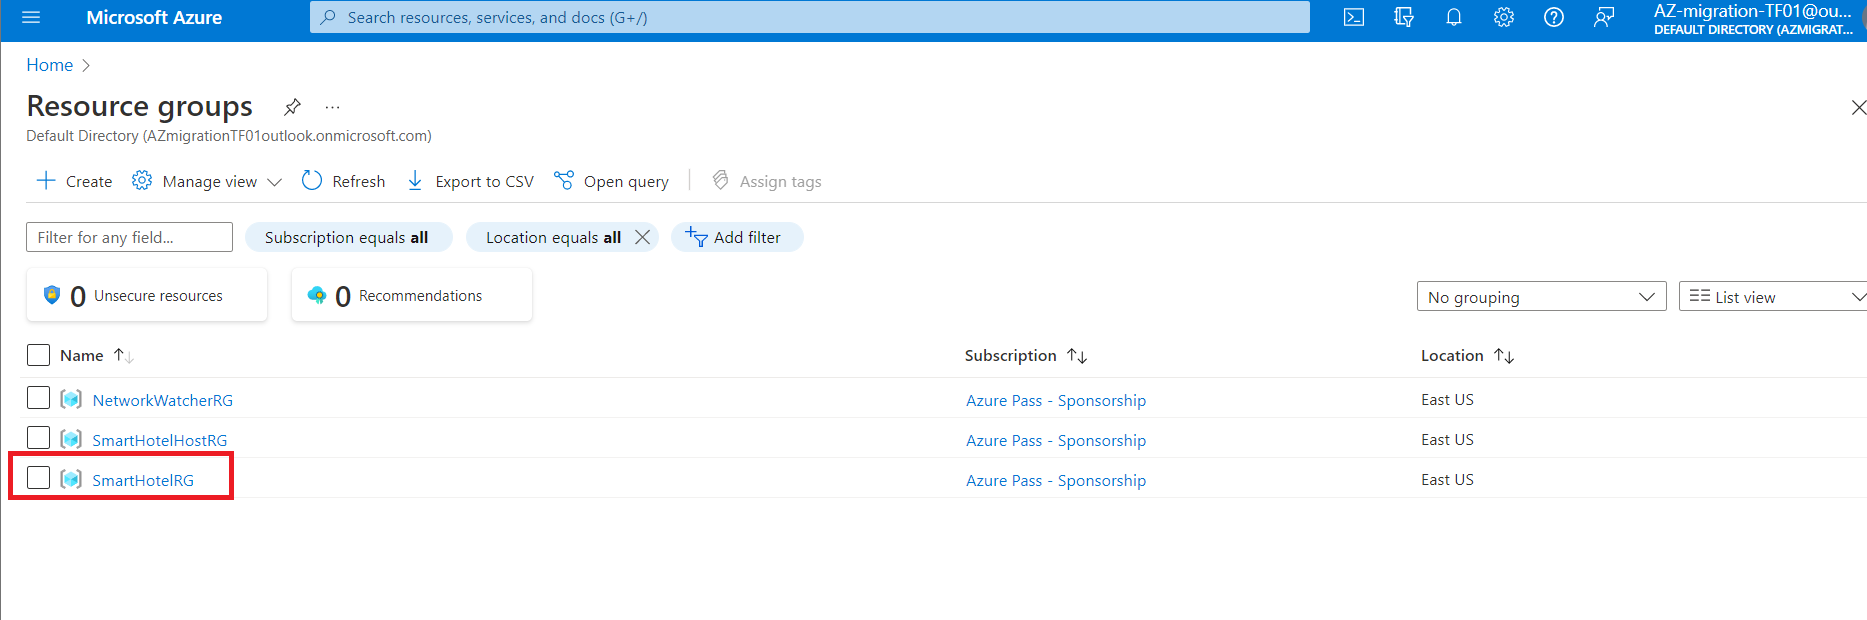 Microsoft Azure
Search resources, services, and docs (G+/)
AZ-migration-TF01@ou...
DEFAULT DIRECTORY (AZMIGRAT...
Home
Resource groups
Default Directory (AZmigrationTF01outlook.onmicrosoft.com)
Create Manage view Refresh Export to CSV Open query Assign tags
Filter for any field... Subscription equals all Location equals all Add filter
0 Unsecure resources 0 Recommendations
No grouping List view
Name Subscription Location
NetworkWatcherRG Azure Pass - Sponsorship East US
SmartHotelHostRG Azure Pass - Sponsorship East US
SmartHotelRG Azure Pass - Sponsorship East US